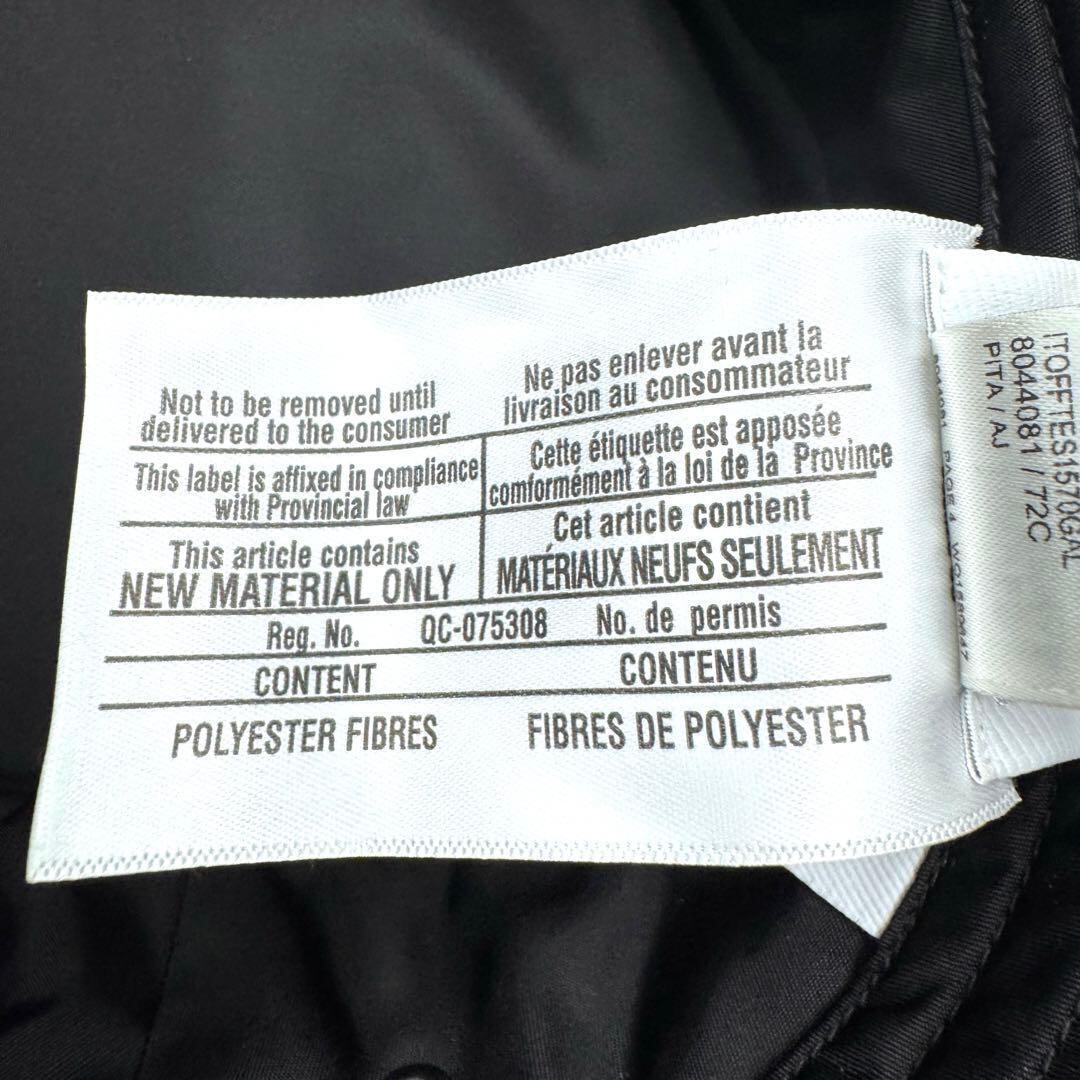 Not to be removed until
delivered to the consumer
Ne pas enlever avant la
livraison au consommateur
This label is affixed in compliance
with Provincial law
Cette étiquette est apposée
comformément à la loi de la Province
This article contains
NEW MATERIAL ONLY
Cet article contient
MATÉRIAUX NEUFS SEULEMENT
Reg. No. QC-075308 No. de permis
CONTENT CONTENU
POLYESTER FIBRES FIBRES DE POLYESTER
ITOFFTES1570GAL
8044081 / T2C
PITA / AJ